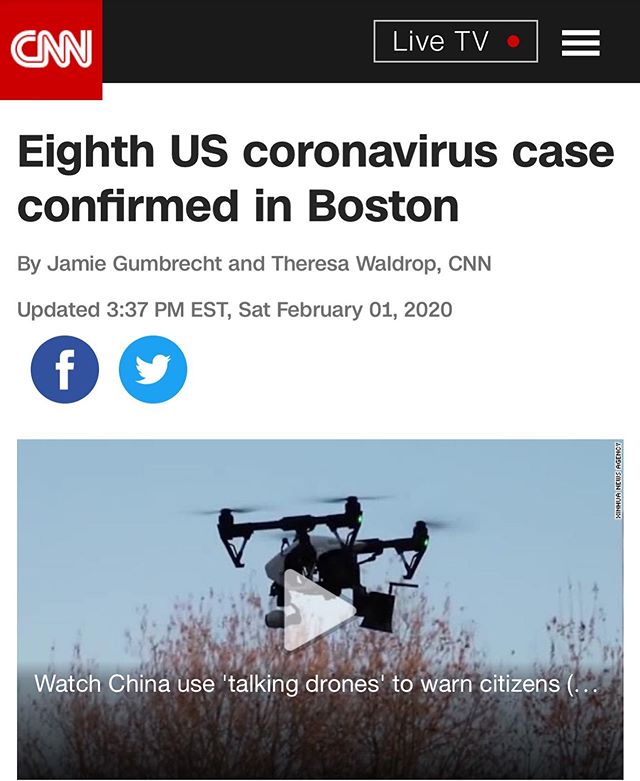 CNN
Live TV
Eighth US coronavirus case
confirmed in Boston
By Jamie Gumbrecht and Theresa Waldrop, CNN
Updated 3:37 PM EST, Sat February 01, 2020
XINHUA NEWS AGENCY
Watch China use 'talking drones' to warn citizens (...